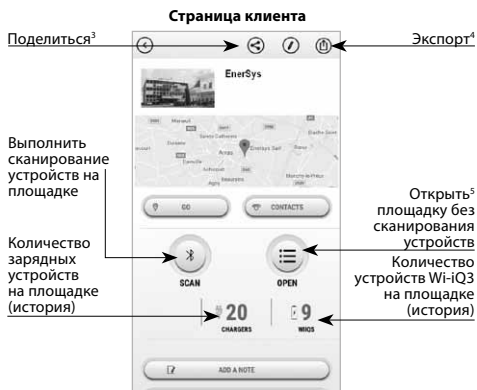 Страница клиента
Поделиться³
Экспорт⁴
EnerSys
Выполнить
сканирование
устройств на
площадке
GO
CONTACTS
Открыть⁵
площадку без
сканирования
устройств
SCAN
OPEN
Количество
зарядных
устройств
на площадке
(история)
20
CHARGERS
9
WIIQS
Количество
устройств Wi-iQ3
на площадке
(история)
ADD A NOTE